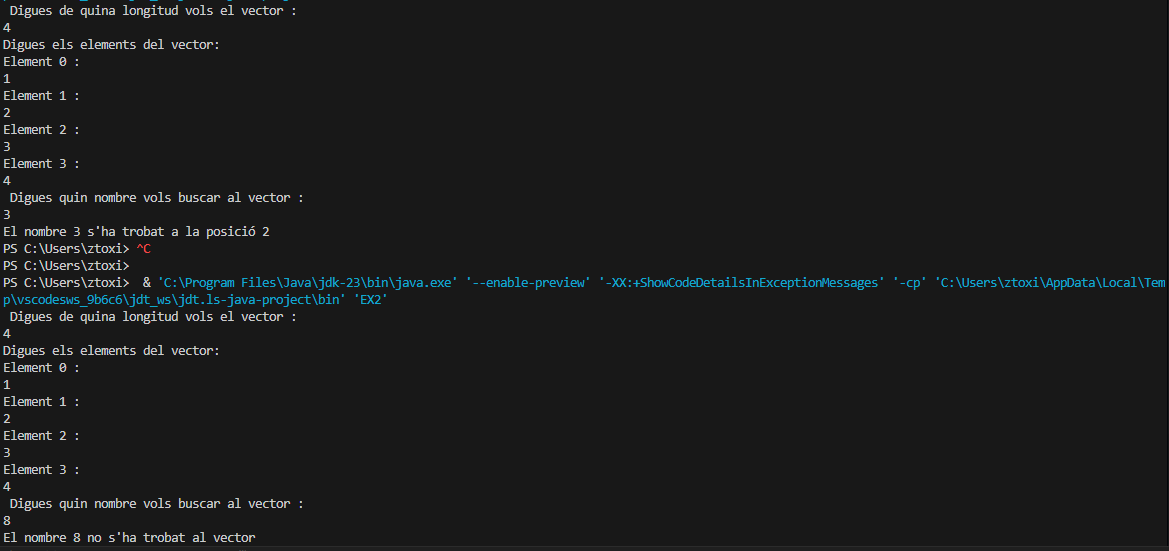 Digues de quina longitud vols el vector :
4
Digues els elements del vector:
Element 0 :
1
Element 1 :
2
Element 2 :
3
Element 3 :
4
Digues quin nombre vols buscar al vector :
3
El nombre 3 s'ha trobat a la posició 2
PS C:\Users\ztoxi> ^C
PS C:\Users\ztoxi>
PS C:\Users\ztoxi>  & 'C:\Program Files\Java\jdk-23\bin\java.exe' '--enable-preview' '-XX:+ShowCodeDetailsInExceptionMessages' '-cp' 'C:\Users\ztoxi\AppData\Local\Tem
p\vscodesws_9b6c6\jdt_ws\jdt.ls-java-project\bin' 'EX2'
Digues de quina longitud vols el vector :
4
Digues els elements del vector:
Element 0 :
1
Element 1 :
2
Element 2 :
3
Element 3 :
4
Digues quin nombre vols buscar al vector :
8
El nombre 8 no s'ha trobat al vector